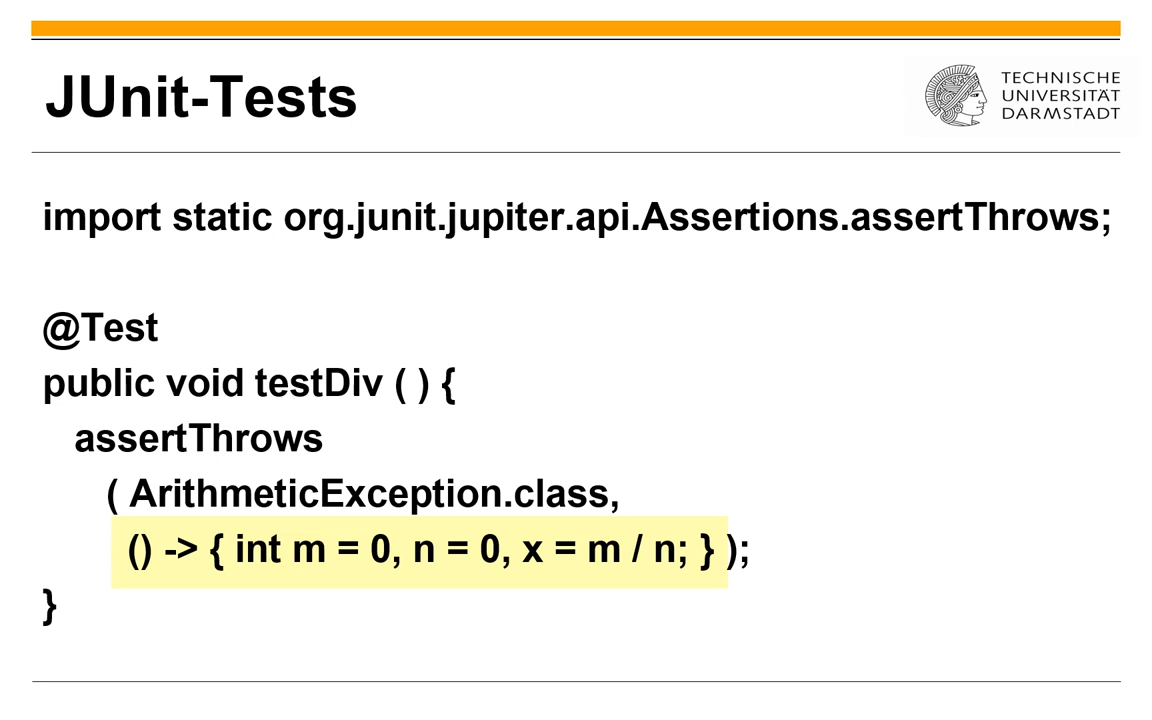 JUnit-Tests
TECHNISCHE
UNIVERSITÄT
DARMSTADT
import static org.junit.jupiter.api.Assertions.assertThrows;
@Test
public void testDiv ( ) {
assertThrows
( ArithmeticException.class,
() -> { int m = 0, n = 0, x = m / n; } );
}